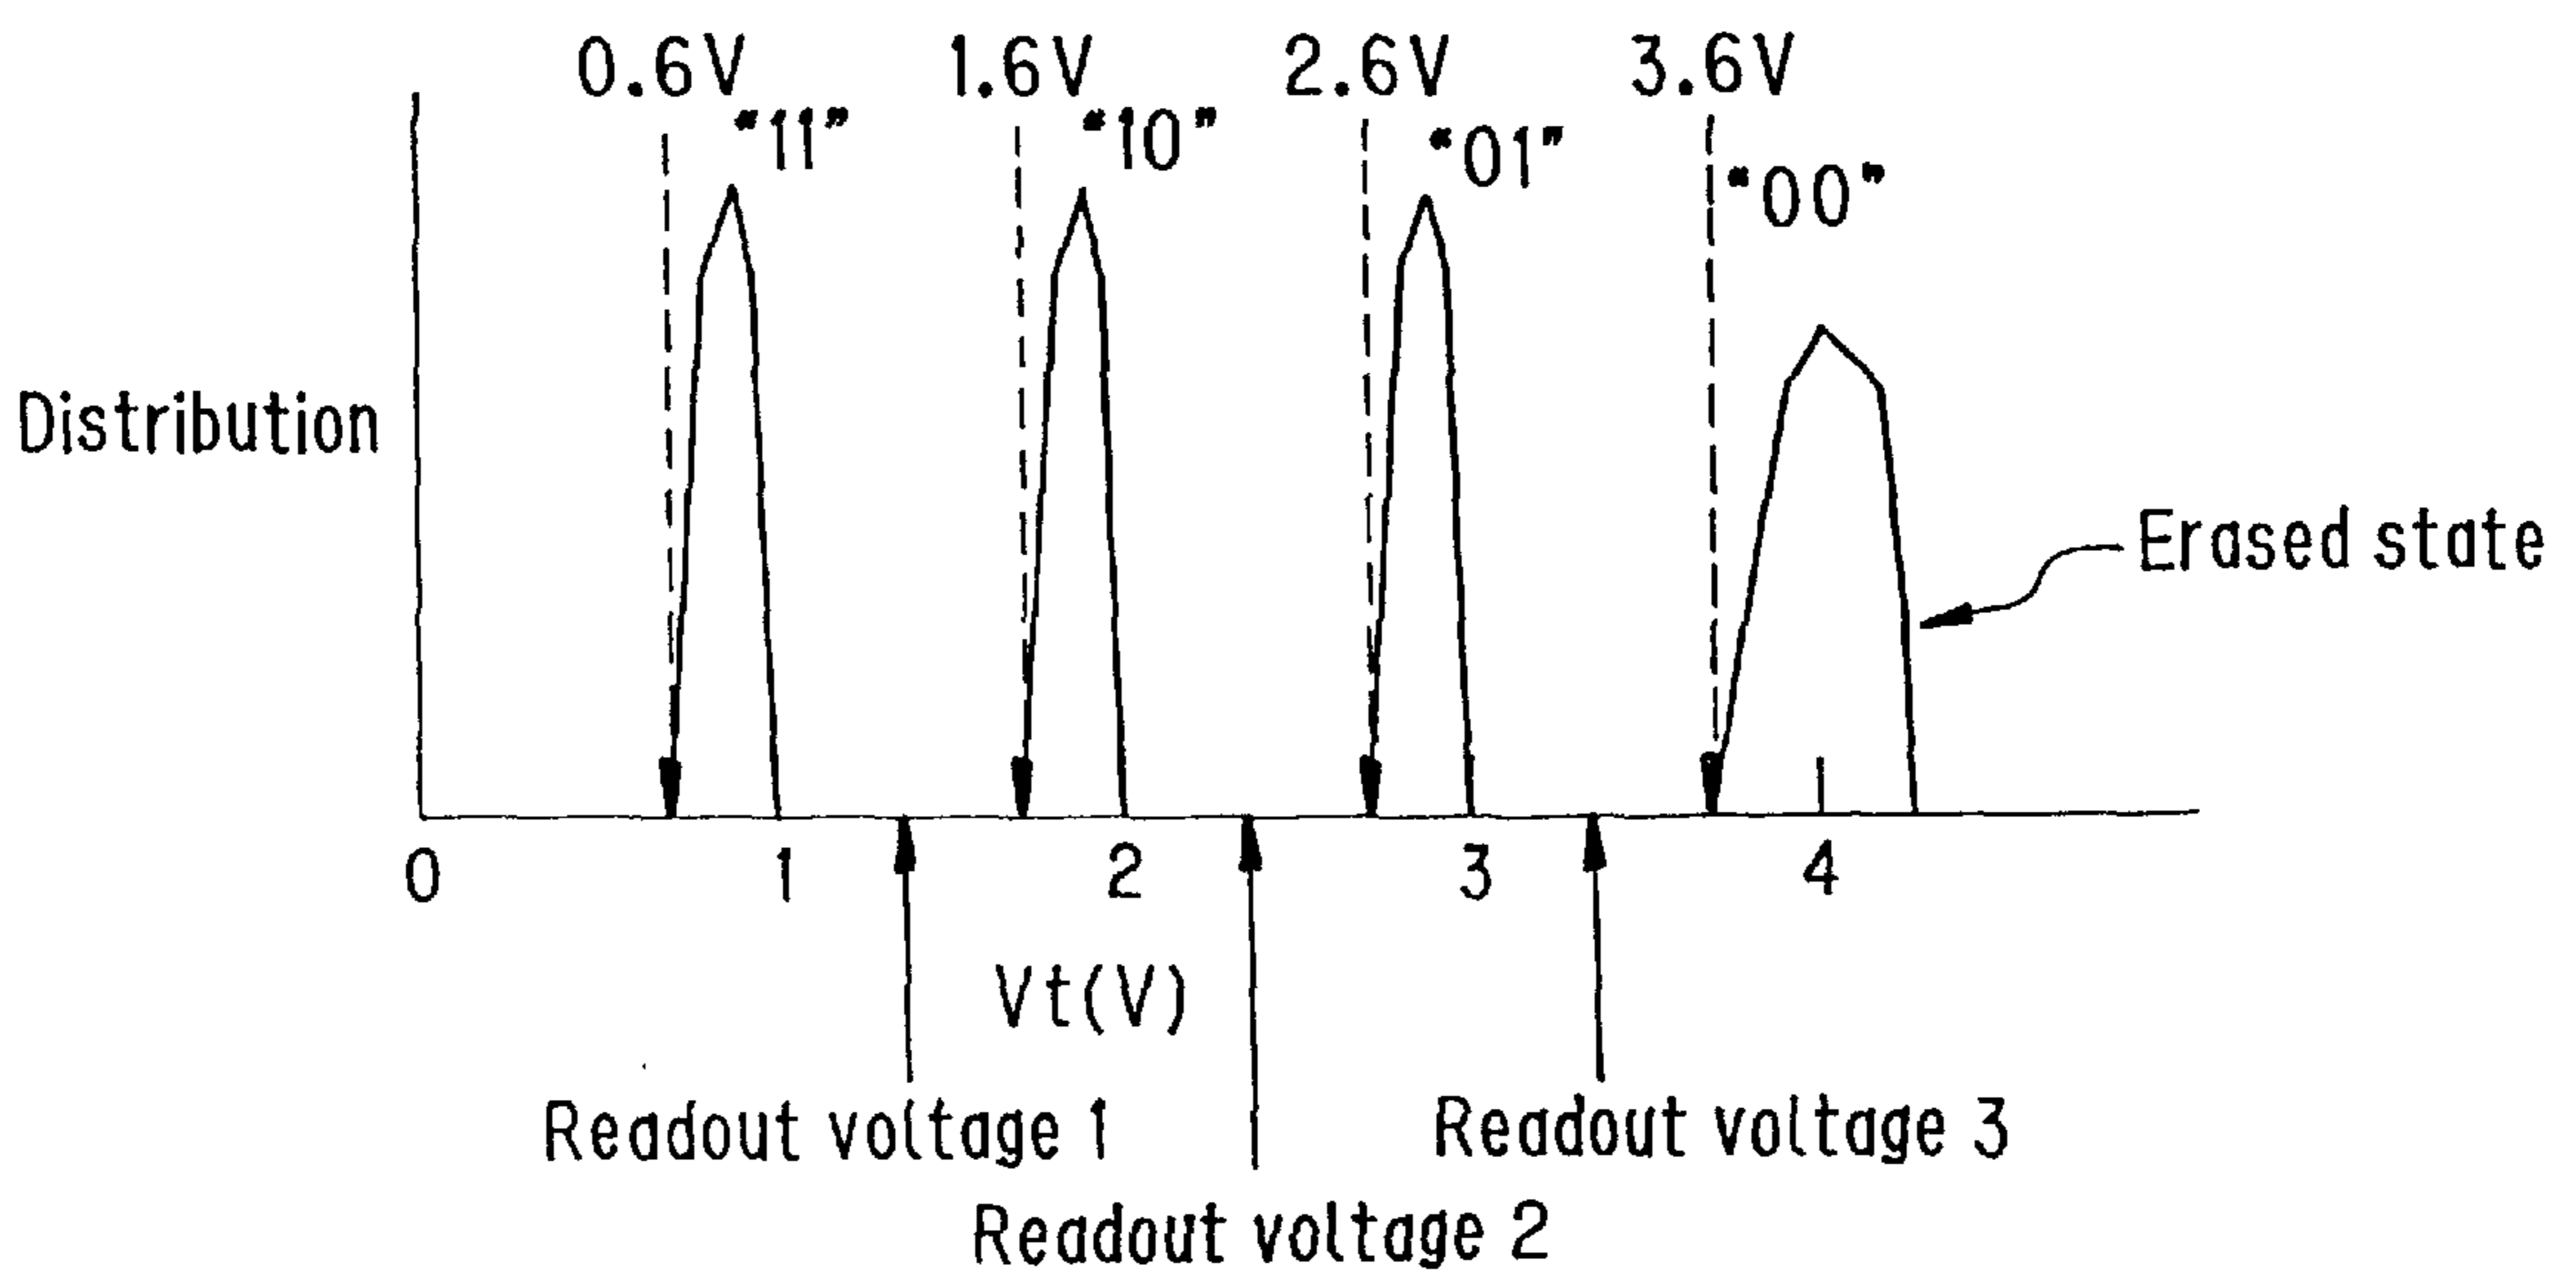 0.6V 1.6V 2.6V 3.6V
“11” “10” “01” “00”
Distribution
Erased state
0 1 2 3 4
Vt(V)
Readout voltage 1 Readout voltage 3
Readout voltage 2